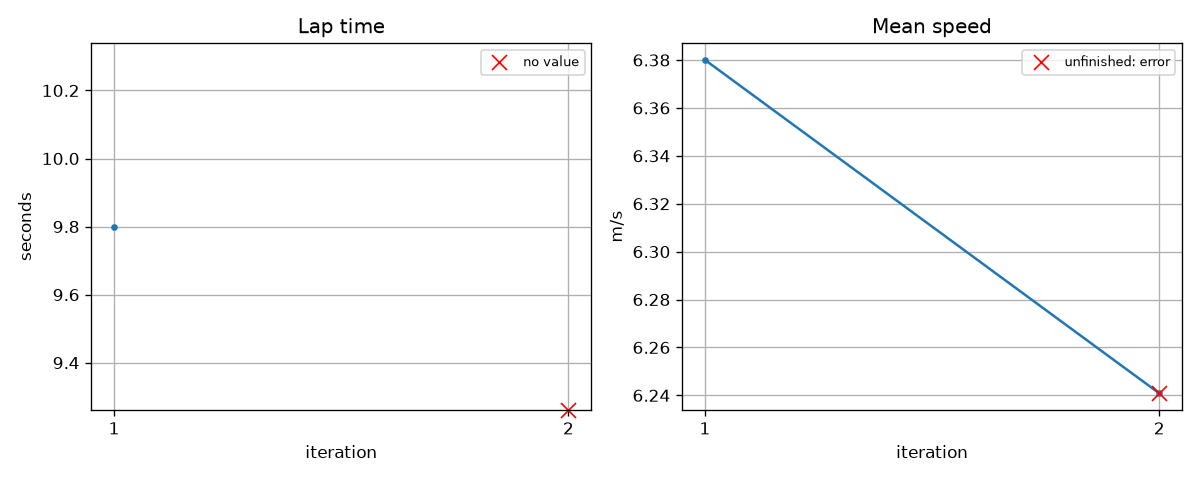 Lap time
no value
10.2
10.0
9.8
9.6
9.4
seconds
1
2
iteration
Mean speed
unfinished: error
6.38
6.36
6.34
6.32
6.30
6.28
6.26
6.24
m/s
1
2
iteration